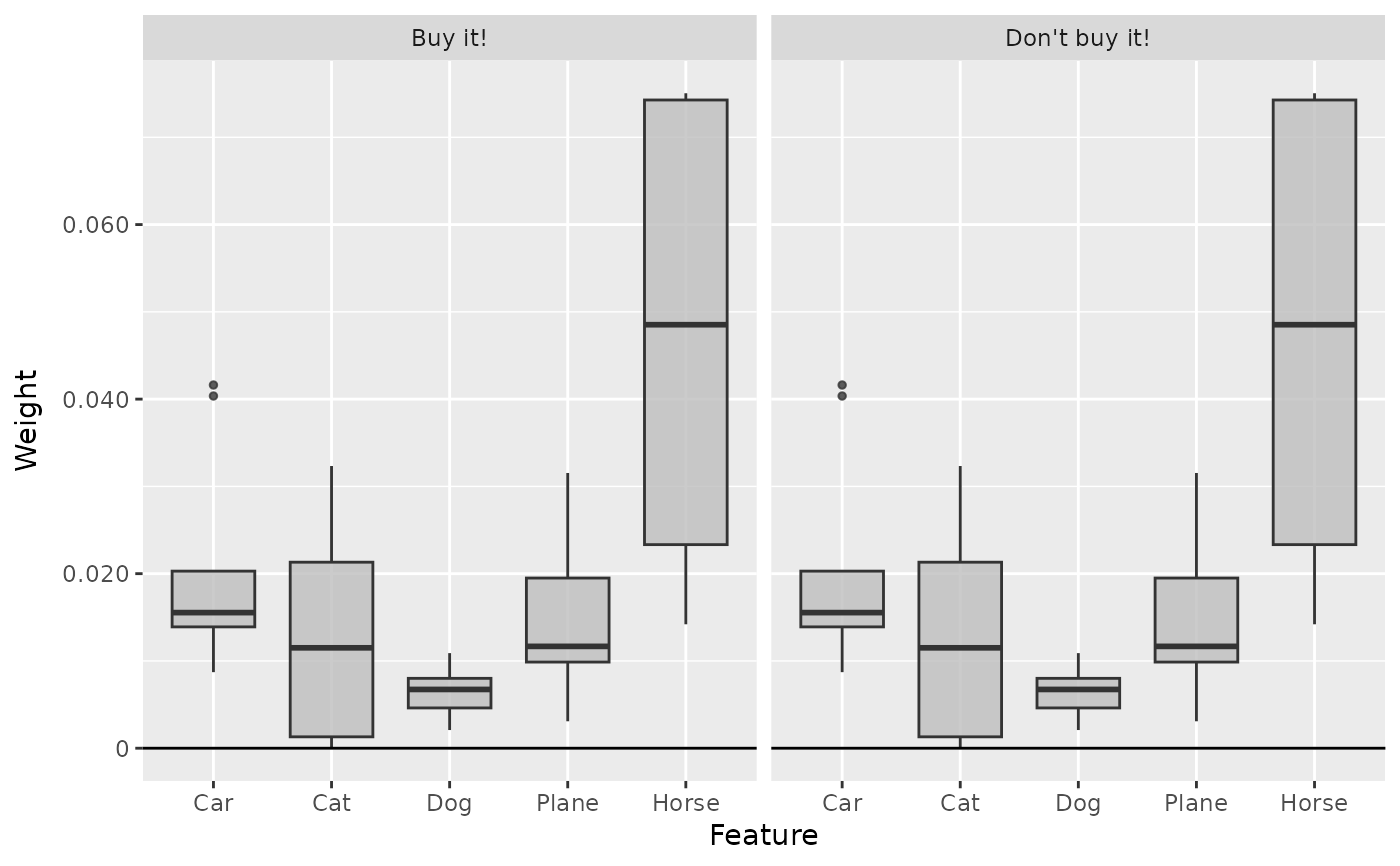 Buy it!
Don't buy it!
Weight
0.060
0.040
0.020
0
Car Cat Dog Plane Horse
Car Cat Dog Plane Horse
Feature